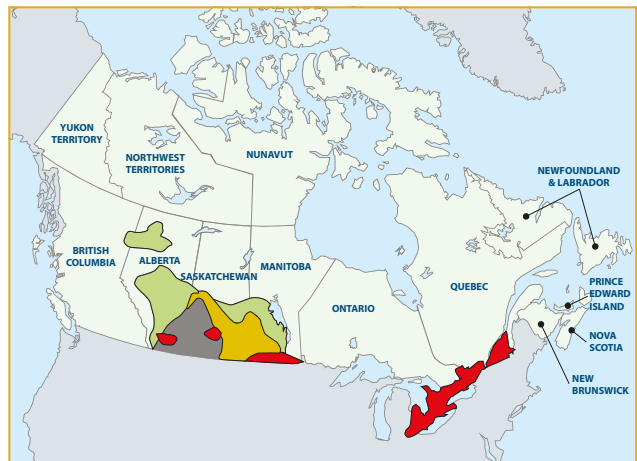 YUKON
TERRITORY
NORTHWEST
TERRITORIES
NUNAVUT
NEWFOUNDLAND
& LABRADOR
BRITISH
COLUMBIA
ALBERTA
SASKATCHEWAN
MANITOBA
ONTARIO
QUEBEC
PRINCE
EDWARD
ISLAND
NOVA
SCOTIA
NEW
BRUNSWICK